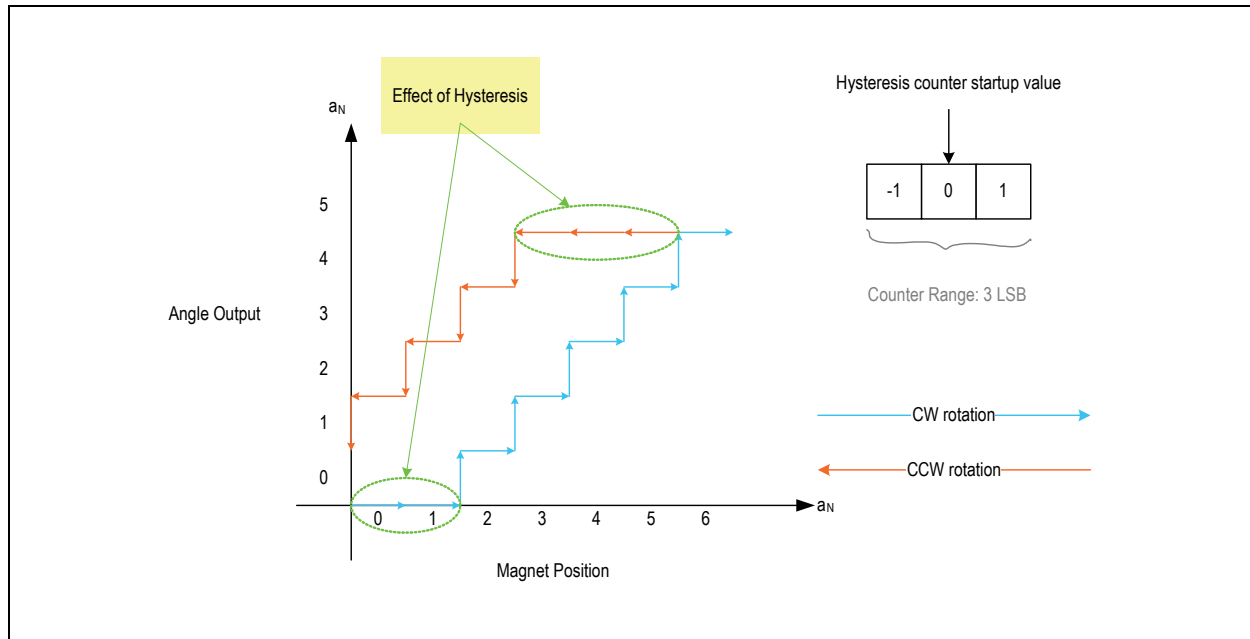 Effect of Hysteresis
Hysteresis counter startup value
aN
-1 0 1
5
4
3
2
1
0
Angle Output
Counter Range: 3 LSB
CW rotation
CCW rotation
0 1 2 3 4 5 6
aN
Magnet Position